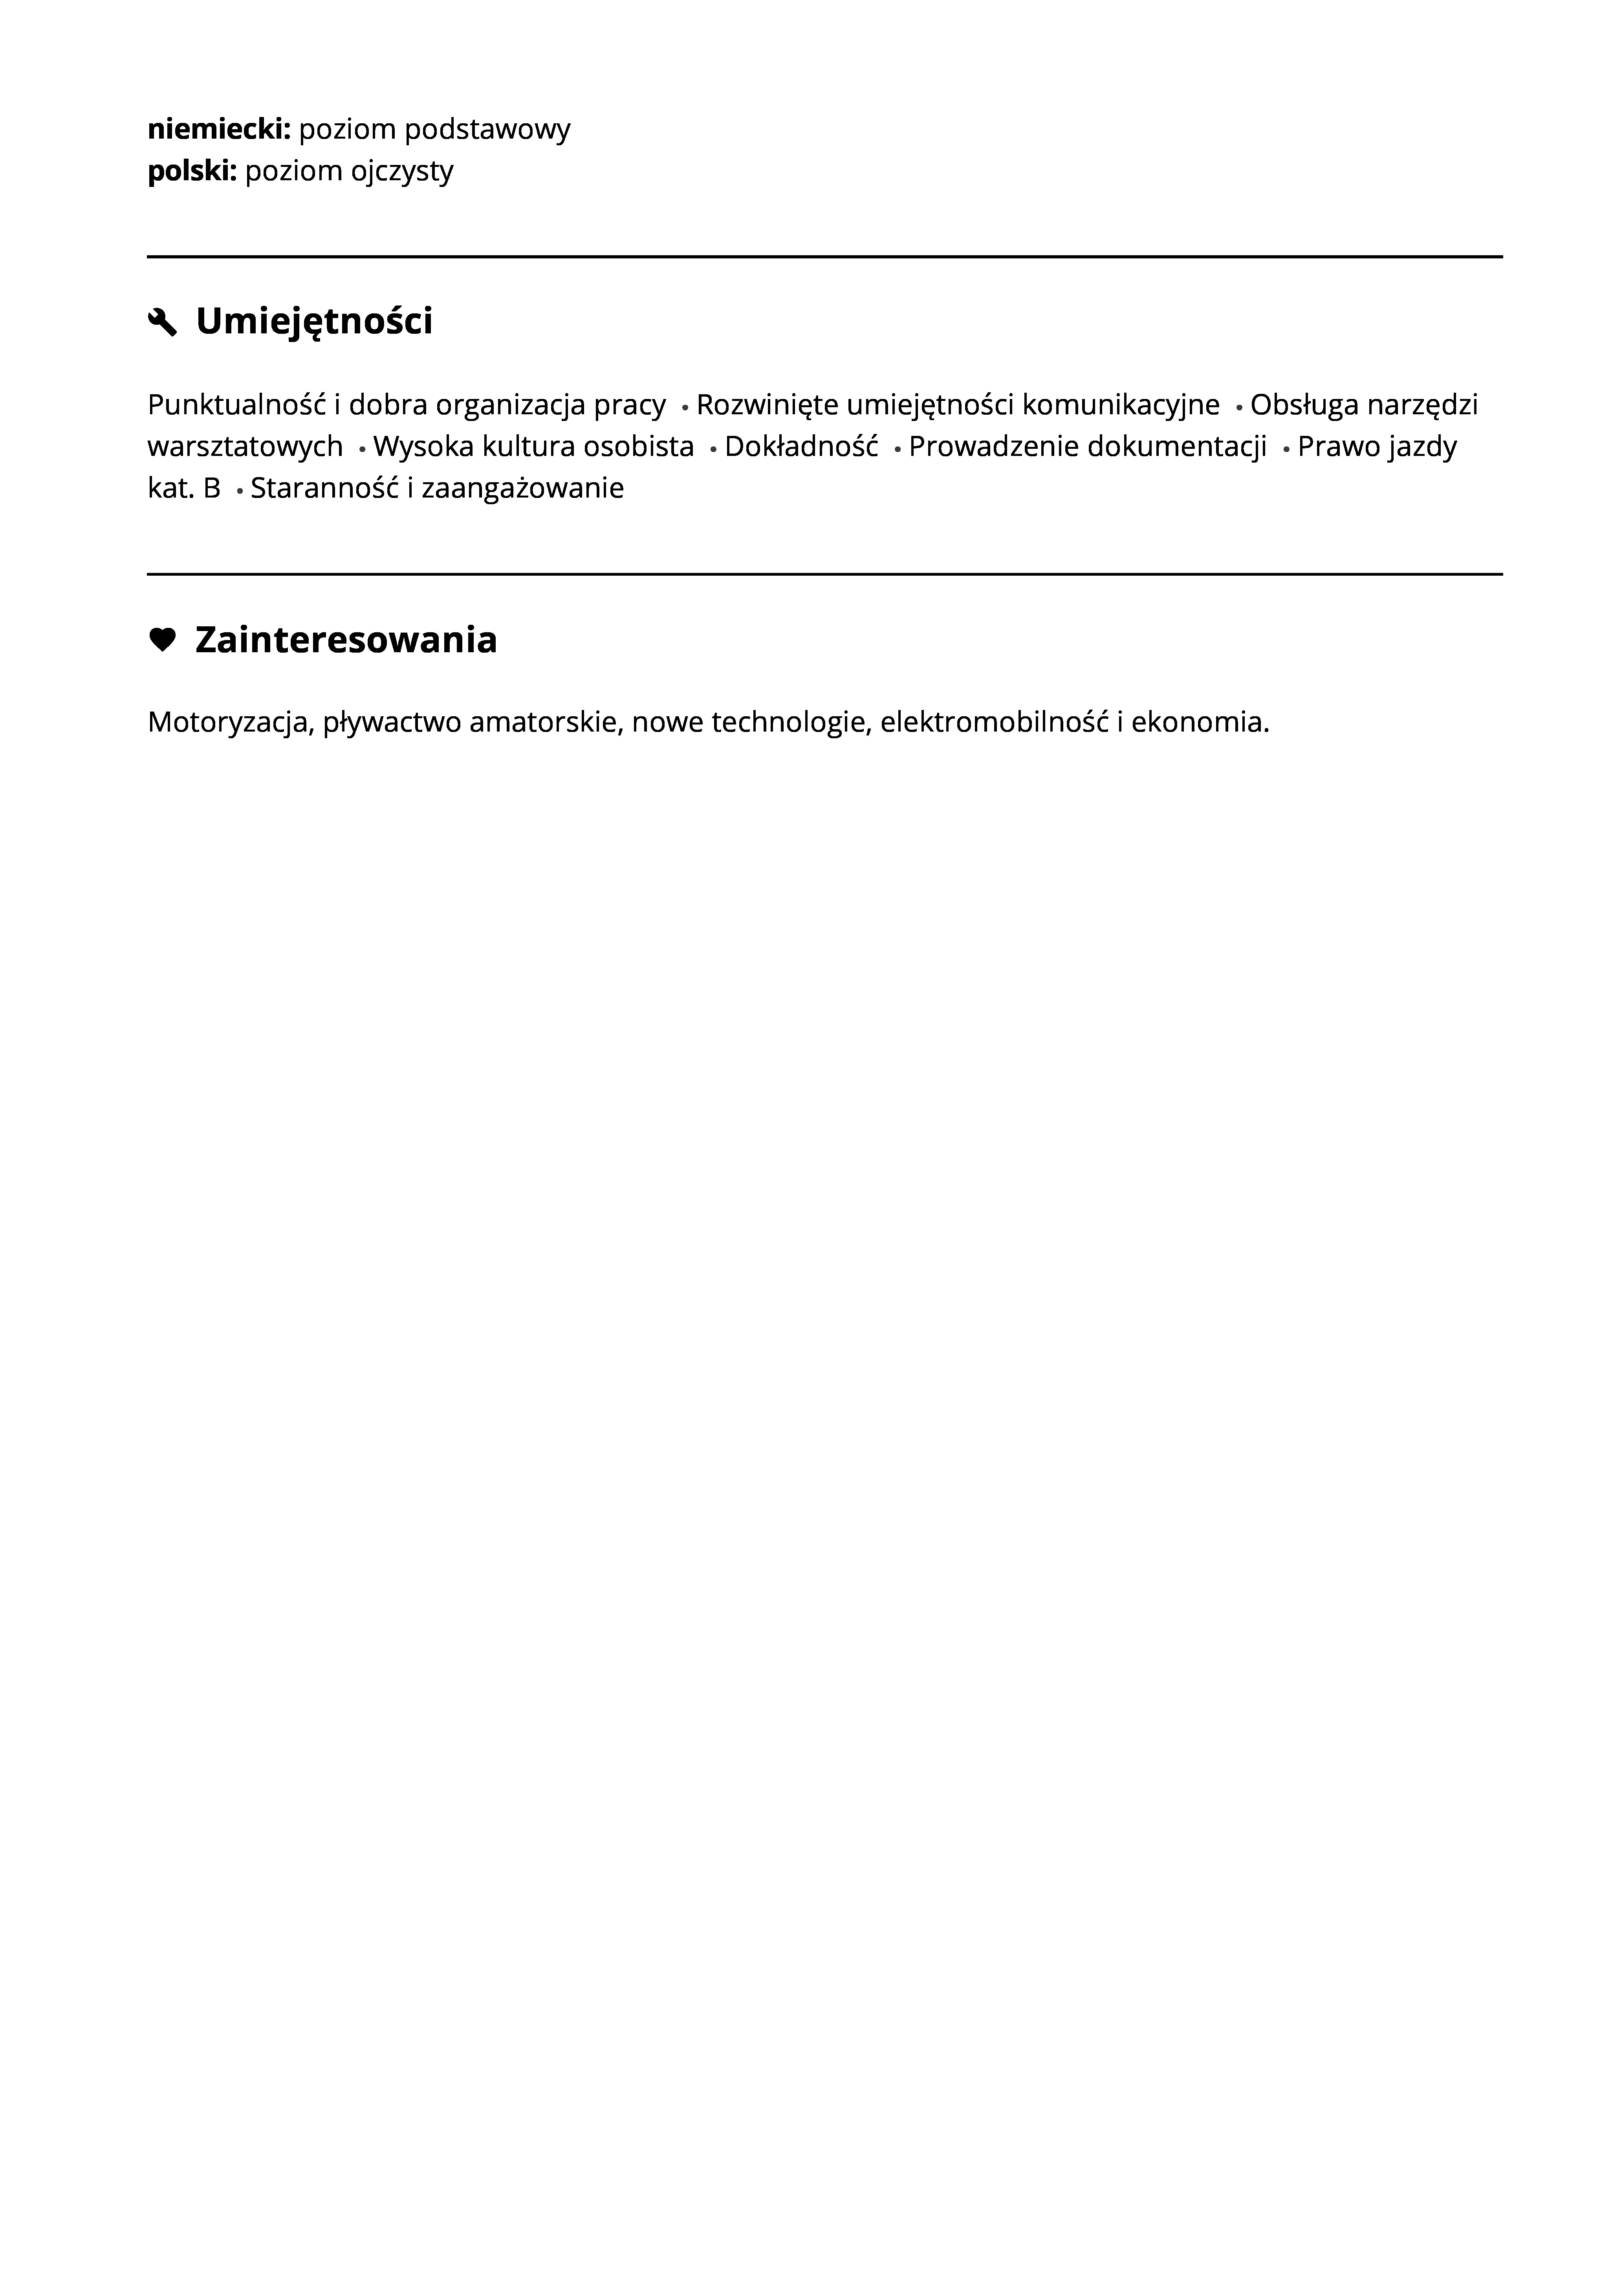 niemiecki: poziom podstawowy
polski: poziom ojczysty
Umiejętności
Punktualność i dobra organizacja pracy • Rozwinięte umiejętności komunikacyjne • Obsługa narzędzi
warsztatowych • Wysoka kultura osobista • Dokładność • Prowadzenie dokumentacji • Prawo jazdy
kat. B • Staranność i zaangażowanie
Zainteresowania
Motoryzacja, pływactwo amatorskie, nowe technologie, elektromobilność i ekonomia.